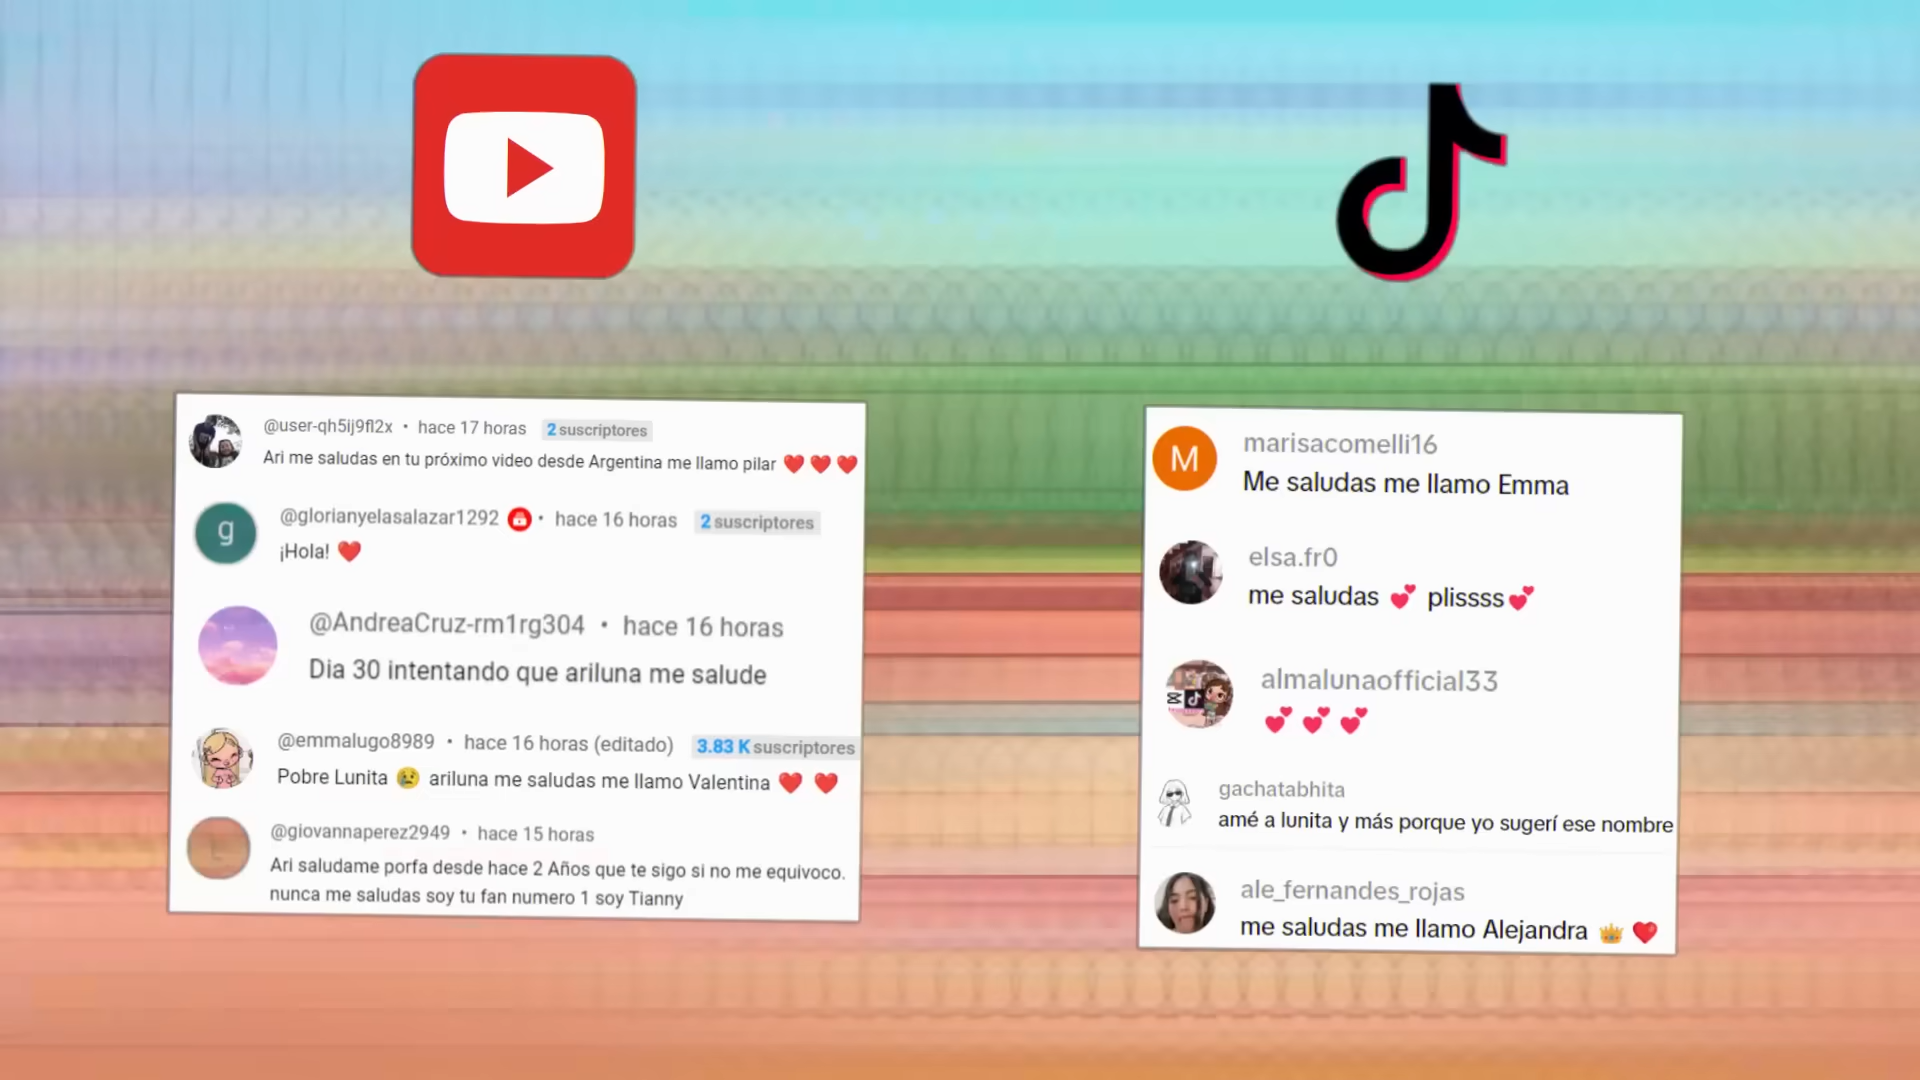 @user-qh5ij9fl2x • hace 17 horas 2 suscriptores
Ari me saludas en tu próximo video desde Argentina me llamo pilar ❤️ ❤️ ❤️
g
@glorianyelasalazar1292 • hace 16 horas 2 suscriptores
¡Hola! ❤️
@AndreaCruz-rm1rg304 • hace 16 horas
Dia 30 intentando que ariluna me salude
@emmalugo8989 • hace 16 horas (editado) 3.83 K suscriptores
Pobre Lunita 😢 ariluna me saludas me llamo Valentina ❤️ ❤️
L
@giovannaperez2949 • hace 15 horas
Ari saludame porfa desde hace 2 Años que te sigo si no me equivoco.
nunca me saludas soy tu fan numero 1 soy Tianny
M
marisacomelli16
Me saludas me llamo Emma
elsa.fr0
me saludas 💕 plissss💕
almalunaofficial33
💕 💕 💕
gachatabhita
amé a lunita y más porque yo sugerí ese nombre
ale_fernandes_rojas
me saludas me llamo Alejandra 👑 ❤️